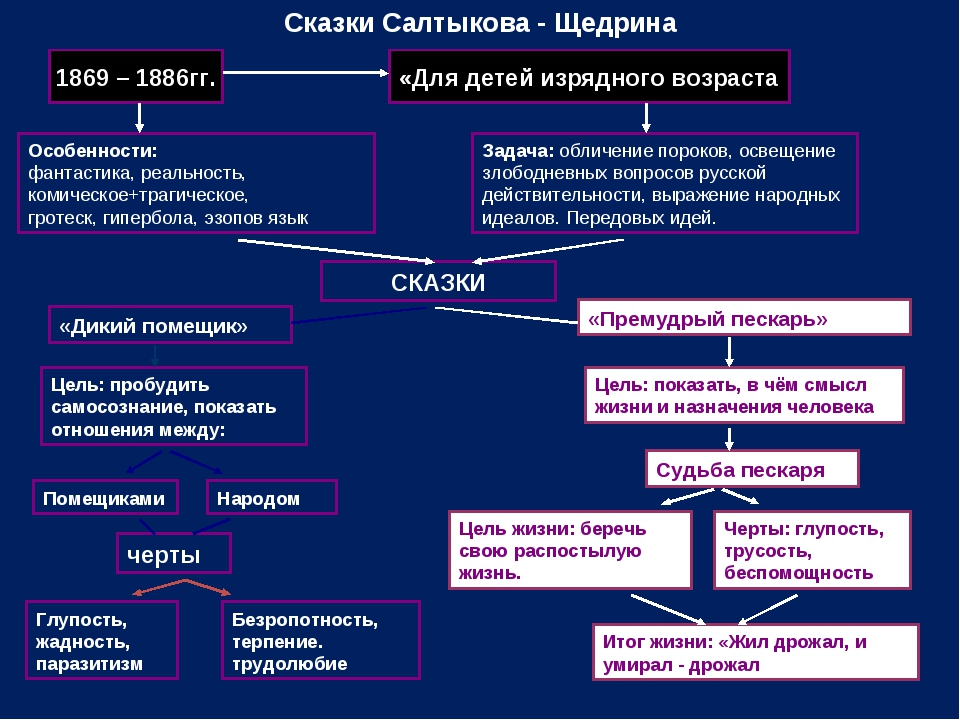 Сказки Салтыкова - Щедрина
1869 – 1886гг.
«Для детей изрядного возраста
Особенности:
фантастика, реальность,
комическое+трагическое,
гротеск, гипербола, эзопов язык
Задача: обличение пороков, освещение
злободневных вопросов русской
действительности, выражение народных
идеалов. Передовых идей.
СКАЗКИ
«Дикий помещик»
«Премудрый пескарь»
Цель: пробудить
самосознание, показать
отношения между:
Цель: показать, в чём смысл
жизни и назначения человека
Судьба пескаря
Помещиками
Народом
Цель жизни: беречь
свою распостылую
жизнь.
Черты: глупость,
трусость,
беспомощность
черты
Глупость,
жадность,
паразитизм
Безропотность,
терпение.
трудолюбие
Итог жизни: «Жил дрожал, и
умирал - дрожал